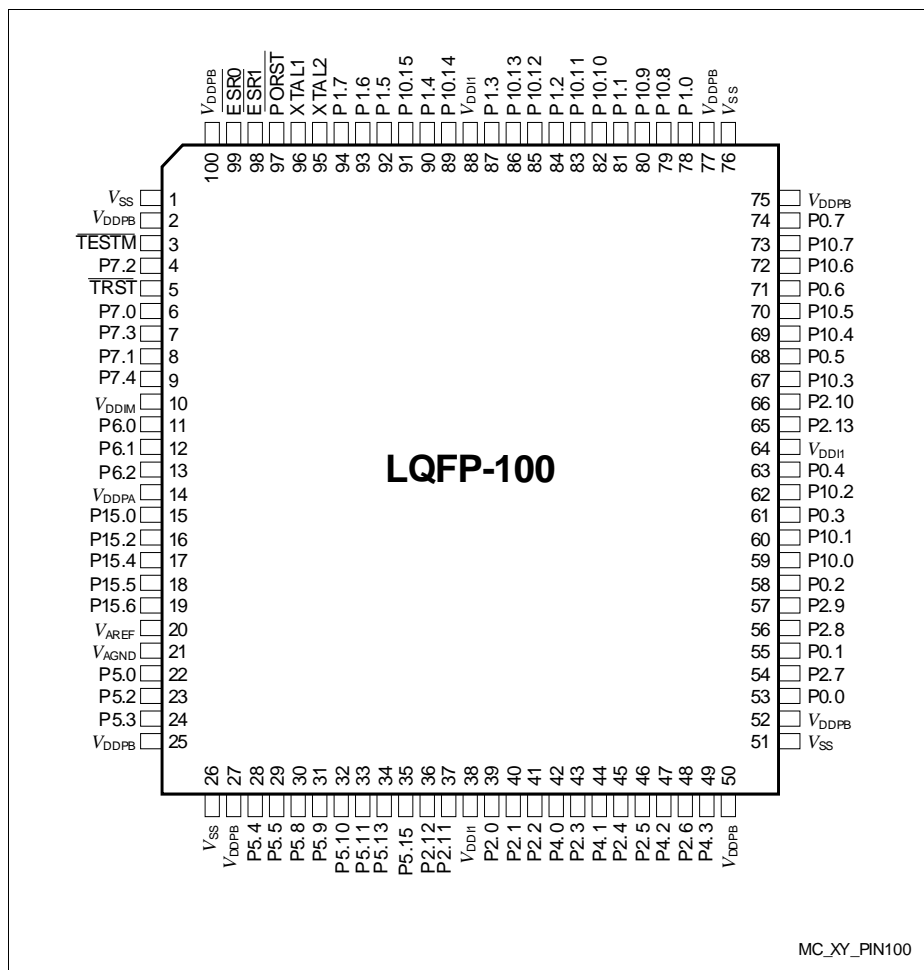 VDDPB
ESR0
ESR1
PORST
XTAL1
XTAL2
P1.7
P1.6
P1.5
P10.15
P1.4
P10.14
VDDI1
P1.3
P10.13
P10.12
P1.2
P10.11
P10.10
P1.1
P10.9
P10.8
P1.0
VDDPB
VSS
100 99 98 97 96 95 94 93 92 91 90 89 88 87 86 85 84 83 82 81 80 79 78 77 76
VSS 1 75 VDDPB
VDDPB 2 74 P0.7
TESTM 3 73 P10.7
P7.2 4 72 P10.6
TRST 5 71 P0.6
P7.0 6 70 P10.5
P7.3 7 69 P10.4
P7.1 8 68 P0.5
P7.4 9 67 P10.3
VDDIM 10 66 P2.10
P6.0 11 65 P2.13
P6.1 12 64 VDDI1
P6.2 13 63 P0.4
LQFP-100
VDDPA 14 62 P10.2
P15.0 15 61 P0.3
P15.2 16 60 P10.1
P15.4 17 59 P10.0
P15.5 18 58 P0.2
P15.6 19 57 P2.9
VAREF 20 56 P2.8
VAGND 21 55 P0.1
P5.0 22 54 P2.7
P5.2 23 53 P0.0
P5.3 24 52 VDDPB
VDDPB 25 51 VSS
26 27 28 29 30 31 32 33 34 35 36 37 38 39 40 41 42 43 44 45 46 47 48 49 50
VSS
VDDPB
P5.4
P5.5
P5.8
P5.9
P5.10
P5.11
P5.13
P5.15
P2.12
P2.11
VDDI1
P2.0
P2.1
P2.2
P4.0
P2.3
P4.1
P2.4
P2.5
P4.2
P2.6
P4.3
VDDPB
MC_XY_PIN100